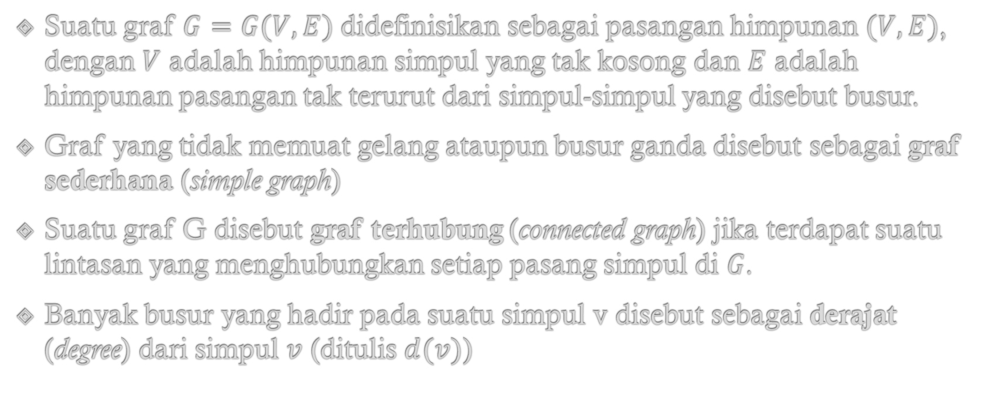 ❖ Suatu graf G = G(V, E) didefinisikan sebagai pasangan himpunan (V, E),
dengan V adalah himpunan simpul yang tak kosong dan E adalah
himpunan pasangan tak terurut dari simpul-simpul yang disebut busur.
❖ Graf yang tidak memuat gelang ataupun busur ganda disebut sebagai graf
sederhana (simple graph)
❖ Suatu graf G disebut graf terhubung (connected graph) jika terdapat suatu
lintasan yang menghubungkan setiap pasang simpul di G.
❖ Banyak busur yang hadir pada suatu simpul v disebut sebagai derajat
(degree) dari simpul v (ditulis d(v))